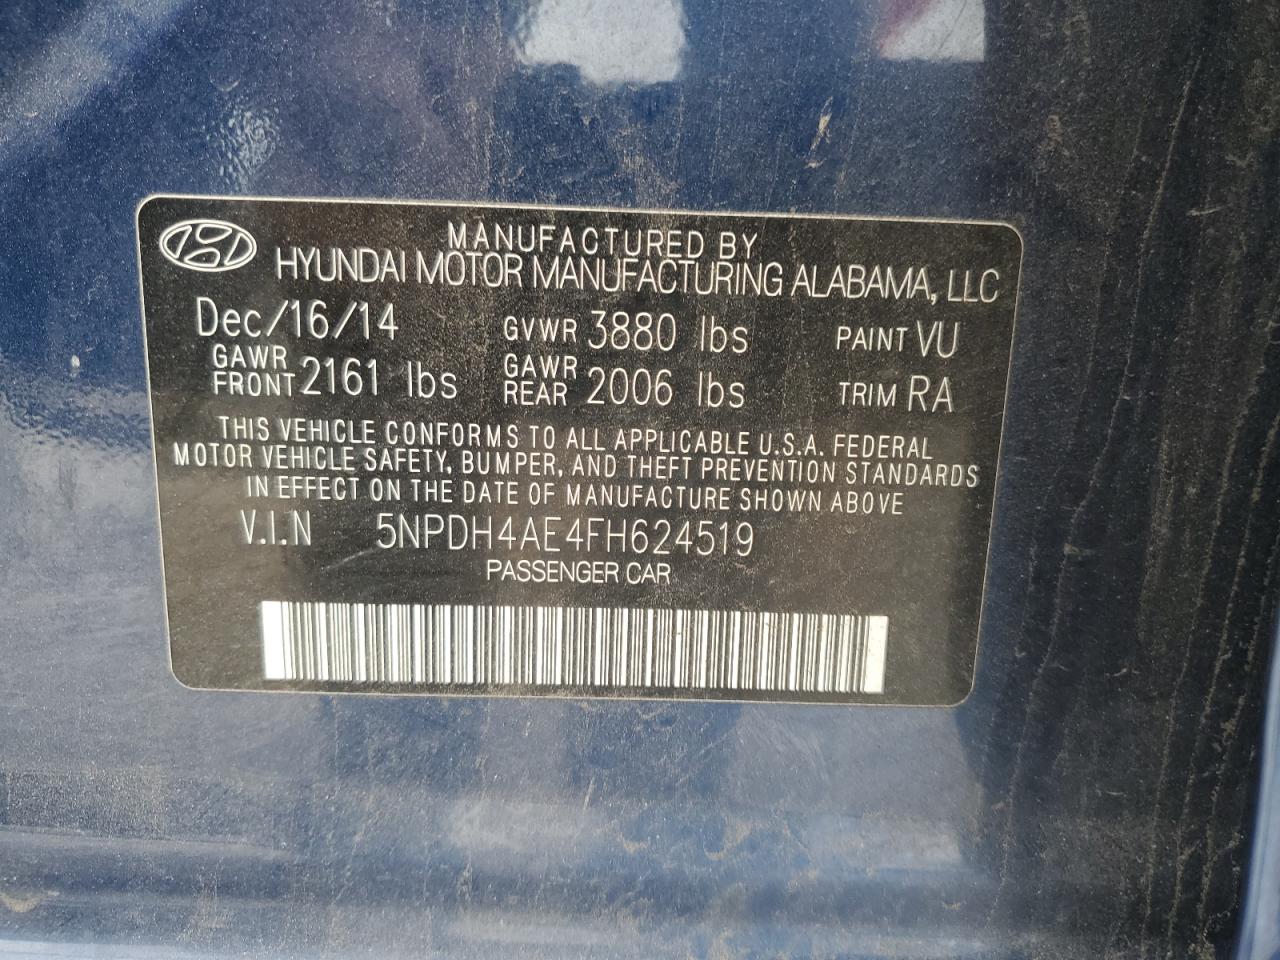 MANUFACTURED BY
HYUNDAI MOTOR MANUFACTURING ALABAMA, LLC
Dec/16/14 GVWR 3880 lbs PAINT VU
GAWR FRONT 2161 lbs GAWR REAR 2006 lbs TRIM RA
THIS VEHICLE CONFORMS TO ALL APPLICABLE U.S.A. FEDERAL
MOTOR VEHICLE SAFETY, BUMPER, AND THEFT PREVENTION STANDARDS
IN EFFECT ON THE DATE OF MANUFACTURE SHOWN ABOVE
V.I.N 5NPDH4AE4FH624519
PASSENGER CAR